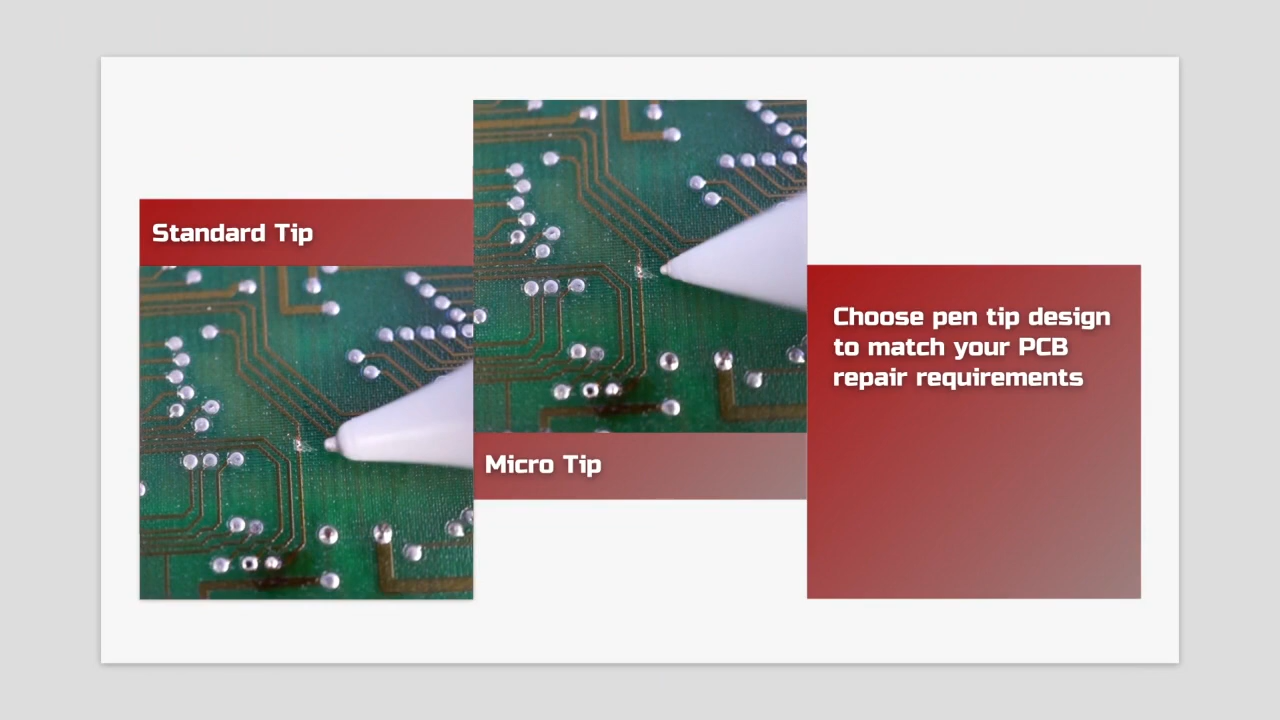 Standard Tip
Micro Tip
Choose pen tip design
to match your PCB
repair requirements